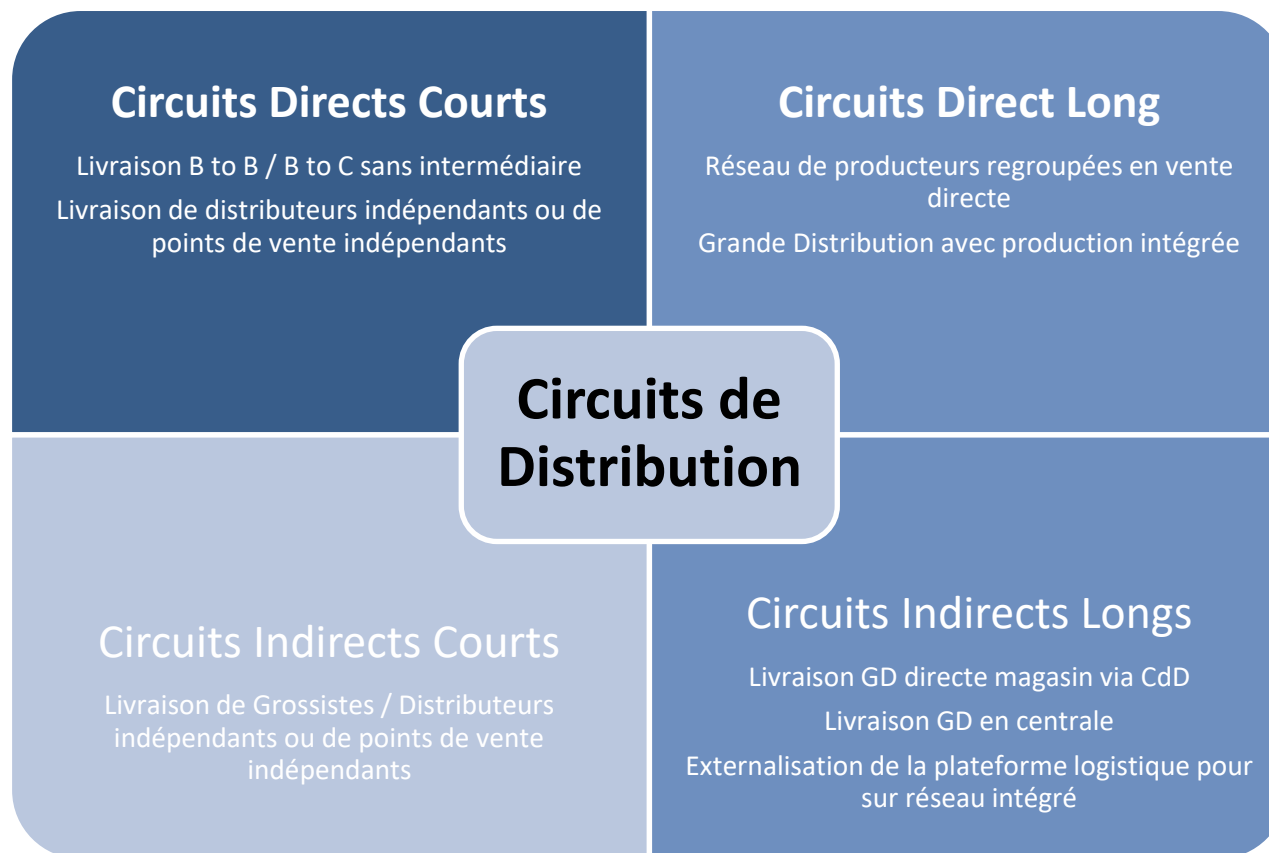 Circuits Directs Courts
Livraison B to B / B to C sans intermédiaire
Livraison de distributeurs indépendants ou de
points de vente indépendants
Circuits Direct Long
Réseau de producteurs regroupées en vente
directe
Grande Distribution avec production intégrée
Circuits de
Distribution
Circuits Indirects Courts
Livraison de Grossistes / Distributeurs
indépendants ou de points de vente
indépendants
Circuits Indirects Longs
Livraison GD directe magasin via CdD
Livraison GD en centrale
Externalisation de la plateforme logistique pour
sur réseau intégré